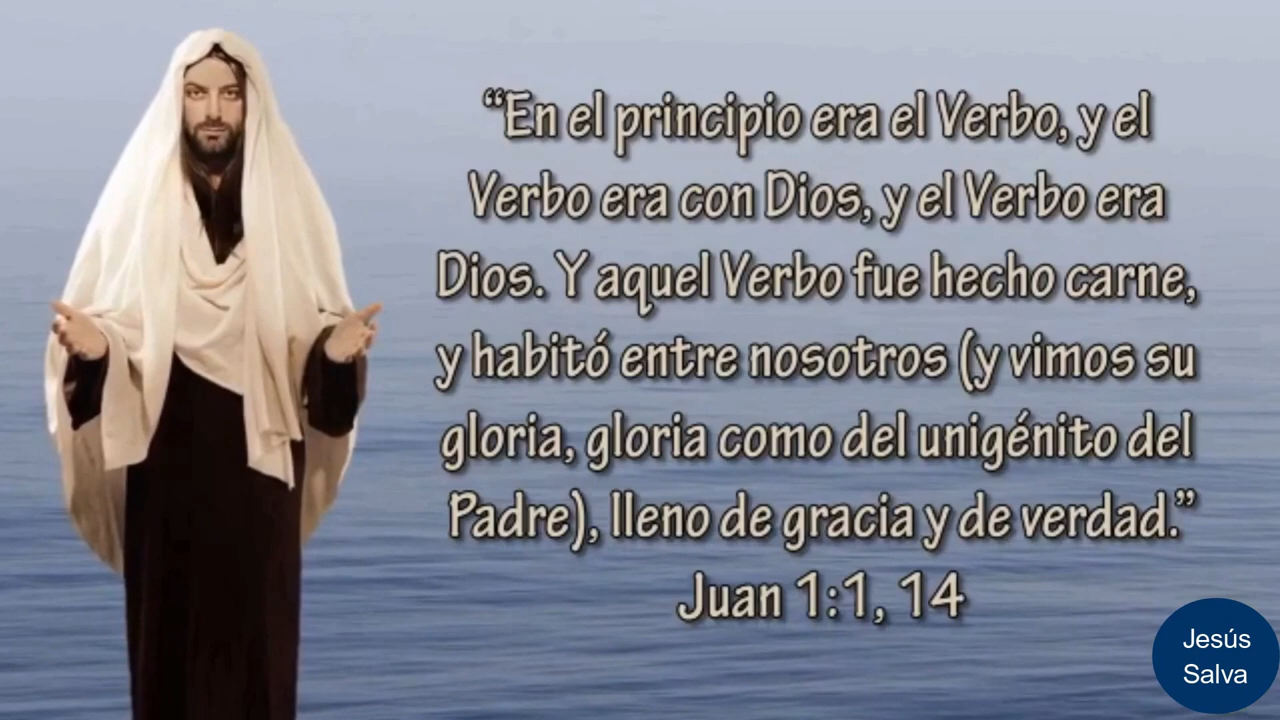 “En el principio era el Verbo, y el
Verbo era con Dios, y el Verbo era
Dios. Y aquel Verbo fue hecho carne,
y habitó entre nosotros (y vimos su
gloria, gloria como del unigénito del
Padre), lleno de gracia y de verdad.”
Juan 1:1, 14
Jesús
Salva